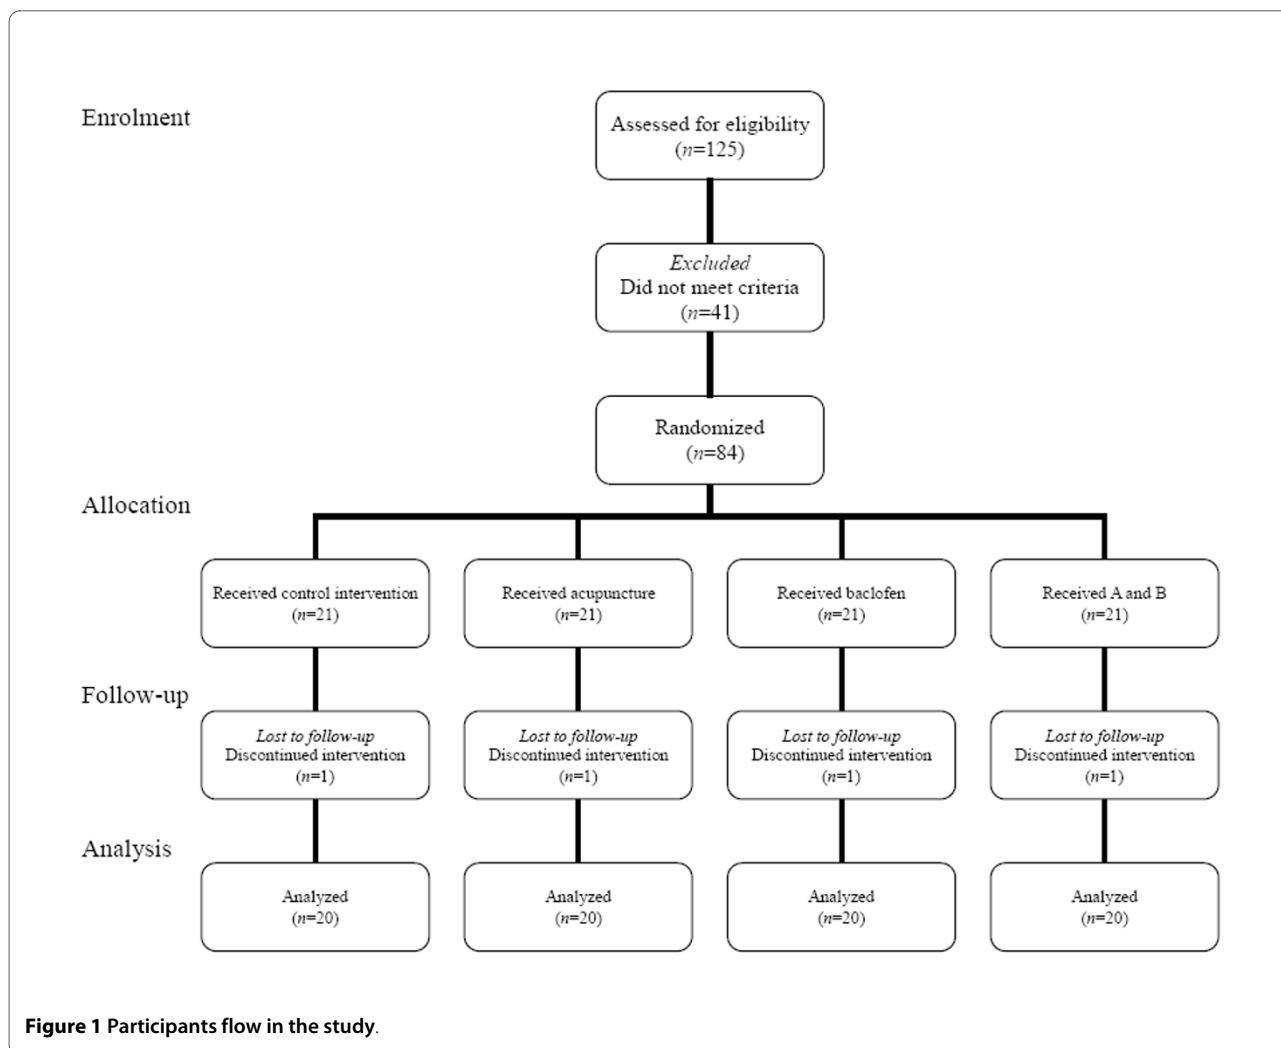 Enrolment
Assessed for eligibility
(n=125)
Excluded
Did not meet criteria
(n=41)
Randomized
(n=84)
Allocation
Received control intervention
(n=21)
Received acupuncture
(n=21)
Received baclofen
(n=21)
Received A and B
(n=21)
Follow-up
Lost to follow-up
Discontinued intervention
(n=1)
Lost to follow-up
Discontinued intervention
(n=1)
Lost to follow-up
Discontinued intervention
(n=1)
Lost to follow-up
Discontinued intervention
(n=1)
Analysis
Analyzed
(n=20)
Analyzed
(n=20)
Analyzed
(n=20)
Analyzed
(n=20)
Figure 1 Participants flow in the study.